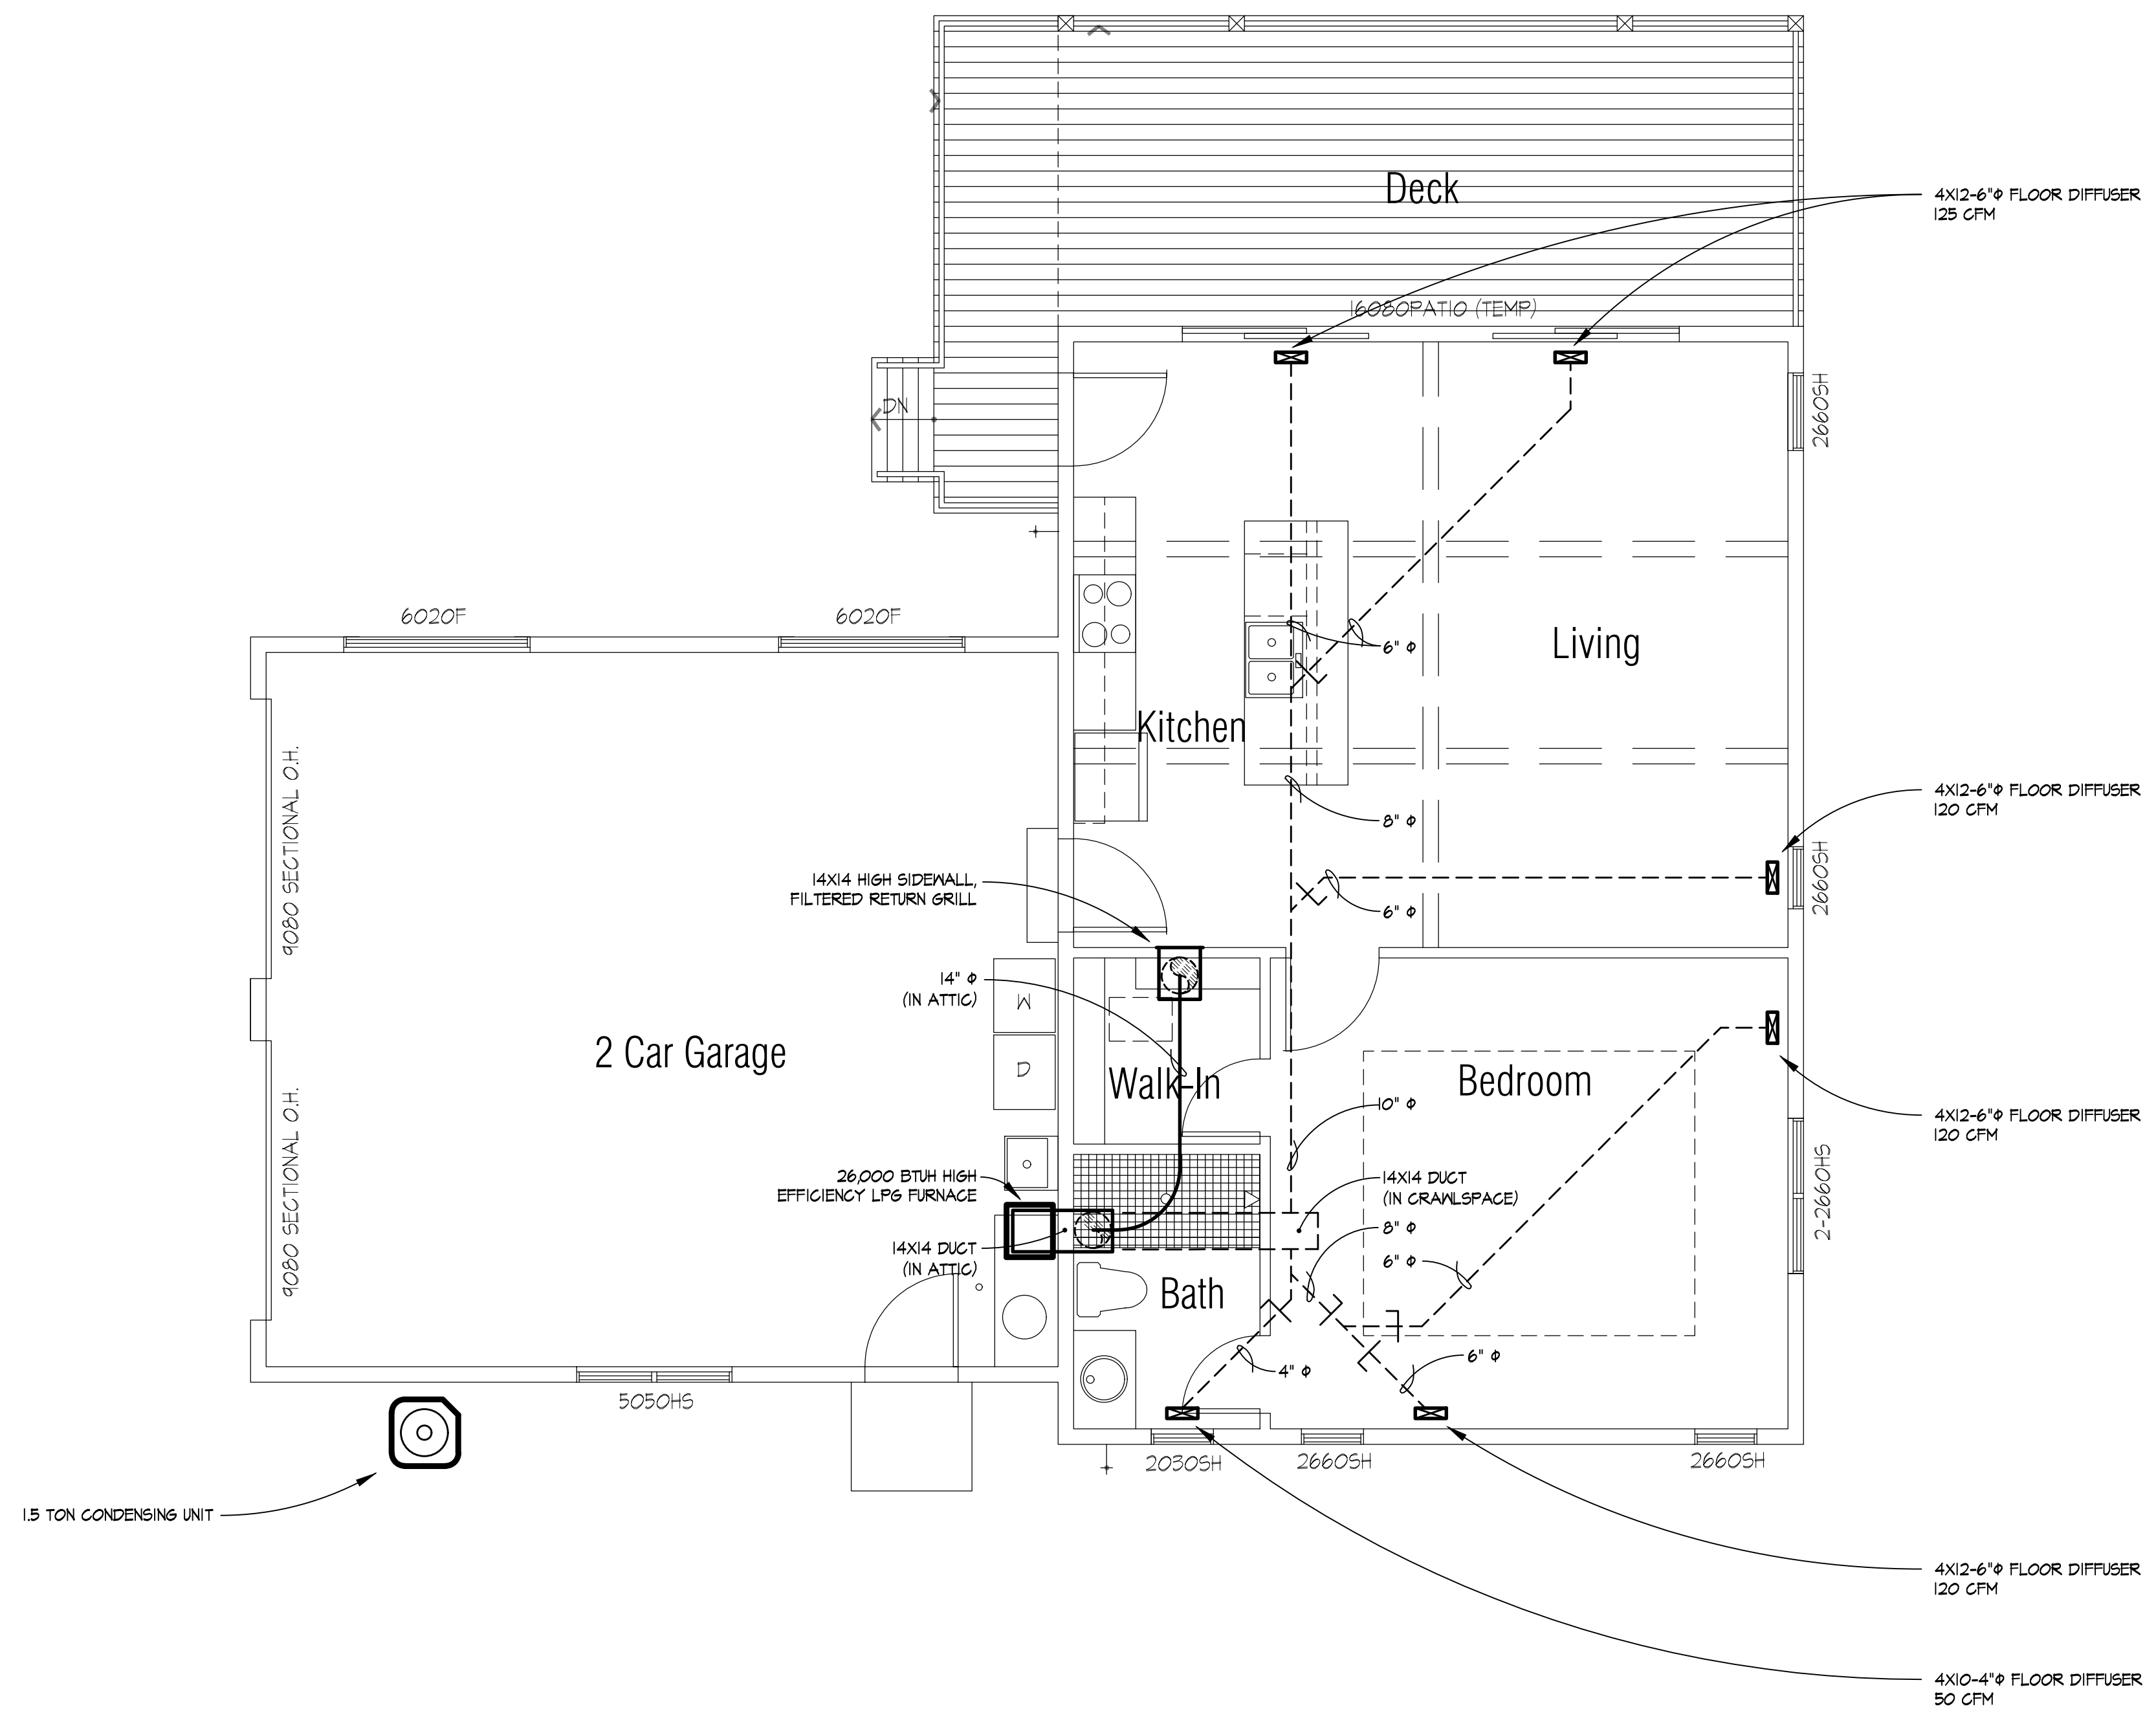 Deck
4X12-6"Φ FLOOR DIFFUSER
125 CFM
16080PATIO (TEMP)
DN
2660SH
6020F
6020F
Living
6" Φ
Kitchen
9080 SECTIONAL O.H.
8" Φ
4X12-6"Φ FLOOR DIFFUSER
120 CFM
2660SH
14X14 HIGH SIDEWALL,
FILTERED RETURN GRILL
6" Φ
14" Φ
(IN ATTIC)
W
2 Car Garage
D
Walk-In
Bedroom
10" Φ
4X12-6"Φ FLOOR DIFFUSER
120 CFM
9080 SECTIONAL O.H.
26,000 BTUH HIGH
EFFICIENCY LPG FURNACE
14X14 DUCT
(IN CRAWLSPACE)
2-2660HS
8" Φ
14X14 DUCT
(IN ATTIC)
6" Φ
Bath
6" Φ
4" Φ
5050HS
2030SH
2660SH
2660SH
1.5 TON CONDENSING UNIT
4X12-6"Φ FLOOR DIFFUSER
120 CFM
4X10-4"Φ FLOOR DIFFUSER
50 CFM